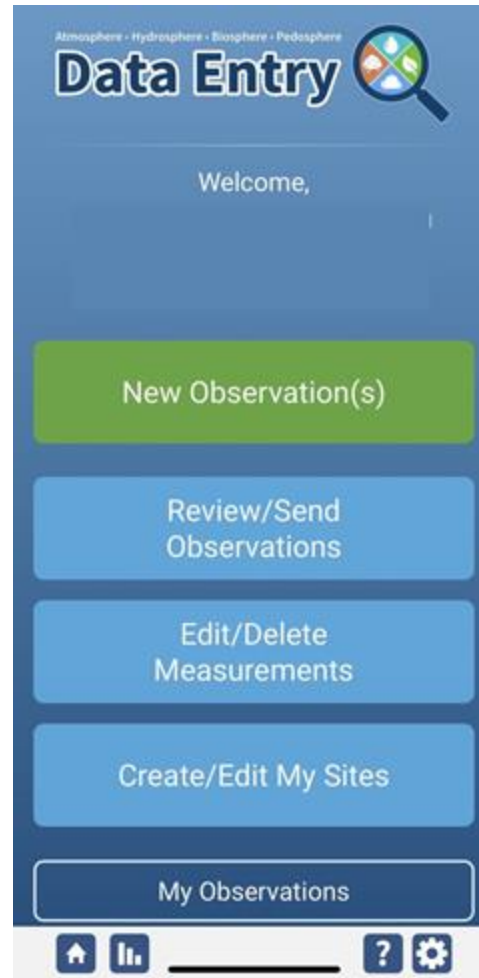 Atmosphere - Hydrosphere - Biosphere - Pedosphere
Data Entry
Welcome,
New Observation(s)
Review/Send
Observations
Edit/Delete
Measurements
Create/Edit My Sites
My Observations
?